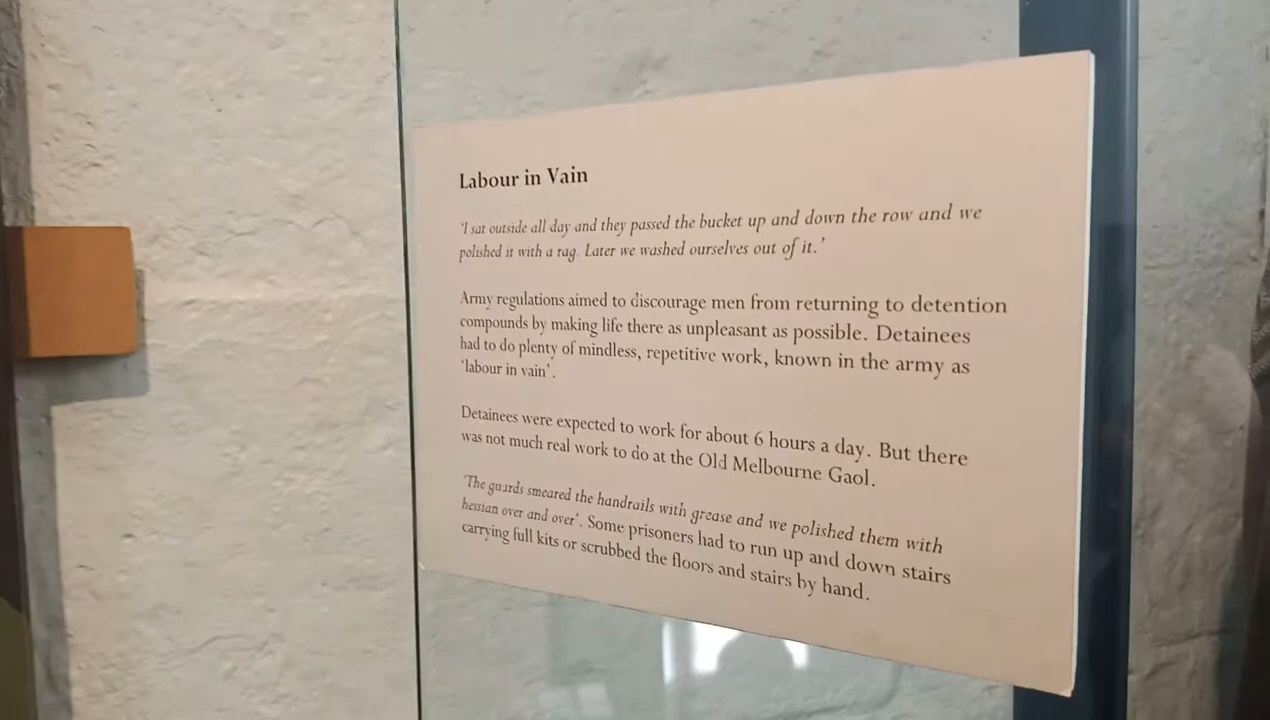 Labour in Vain
'I sat outside all day and they passed the bucket up and down the row and we
polished it with a rag. Later we washed ourselves out of it.'
Army regulations aimed to discourage men from returning to detention
compounds by making life there as unpleasant as possible. Detainees
had to do plenty of mindless, repetitive work, known in the army as
'labour in vain'.
Detainees were expected to work for about 6 hours a day. But there
was not much real work to do at the Old Melbourne Gaol.
'The guards smeared the handrails with grease and we polished them with
hessian over and over'. Some prisoners had to run up and down stairs
carrying full kits or scrubbed the floors and stairs by hand.